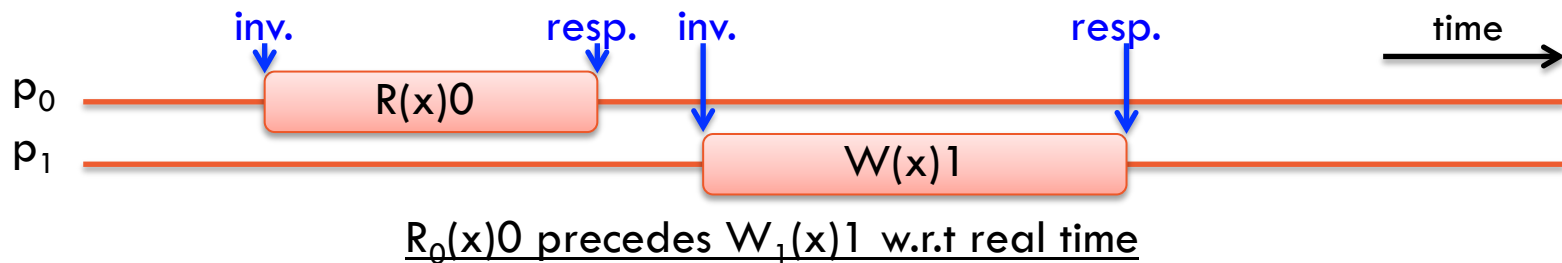 inv. resp. inv. resp. time
p₀ R(x)0
p₁ W(x)1
R₀(x)0 precedes W₁(x)1 w.r.t real time